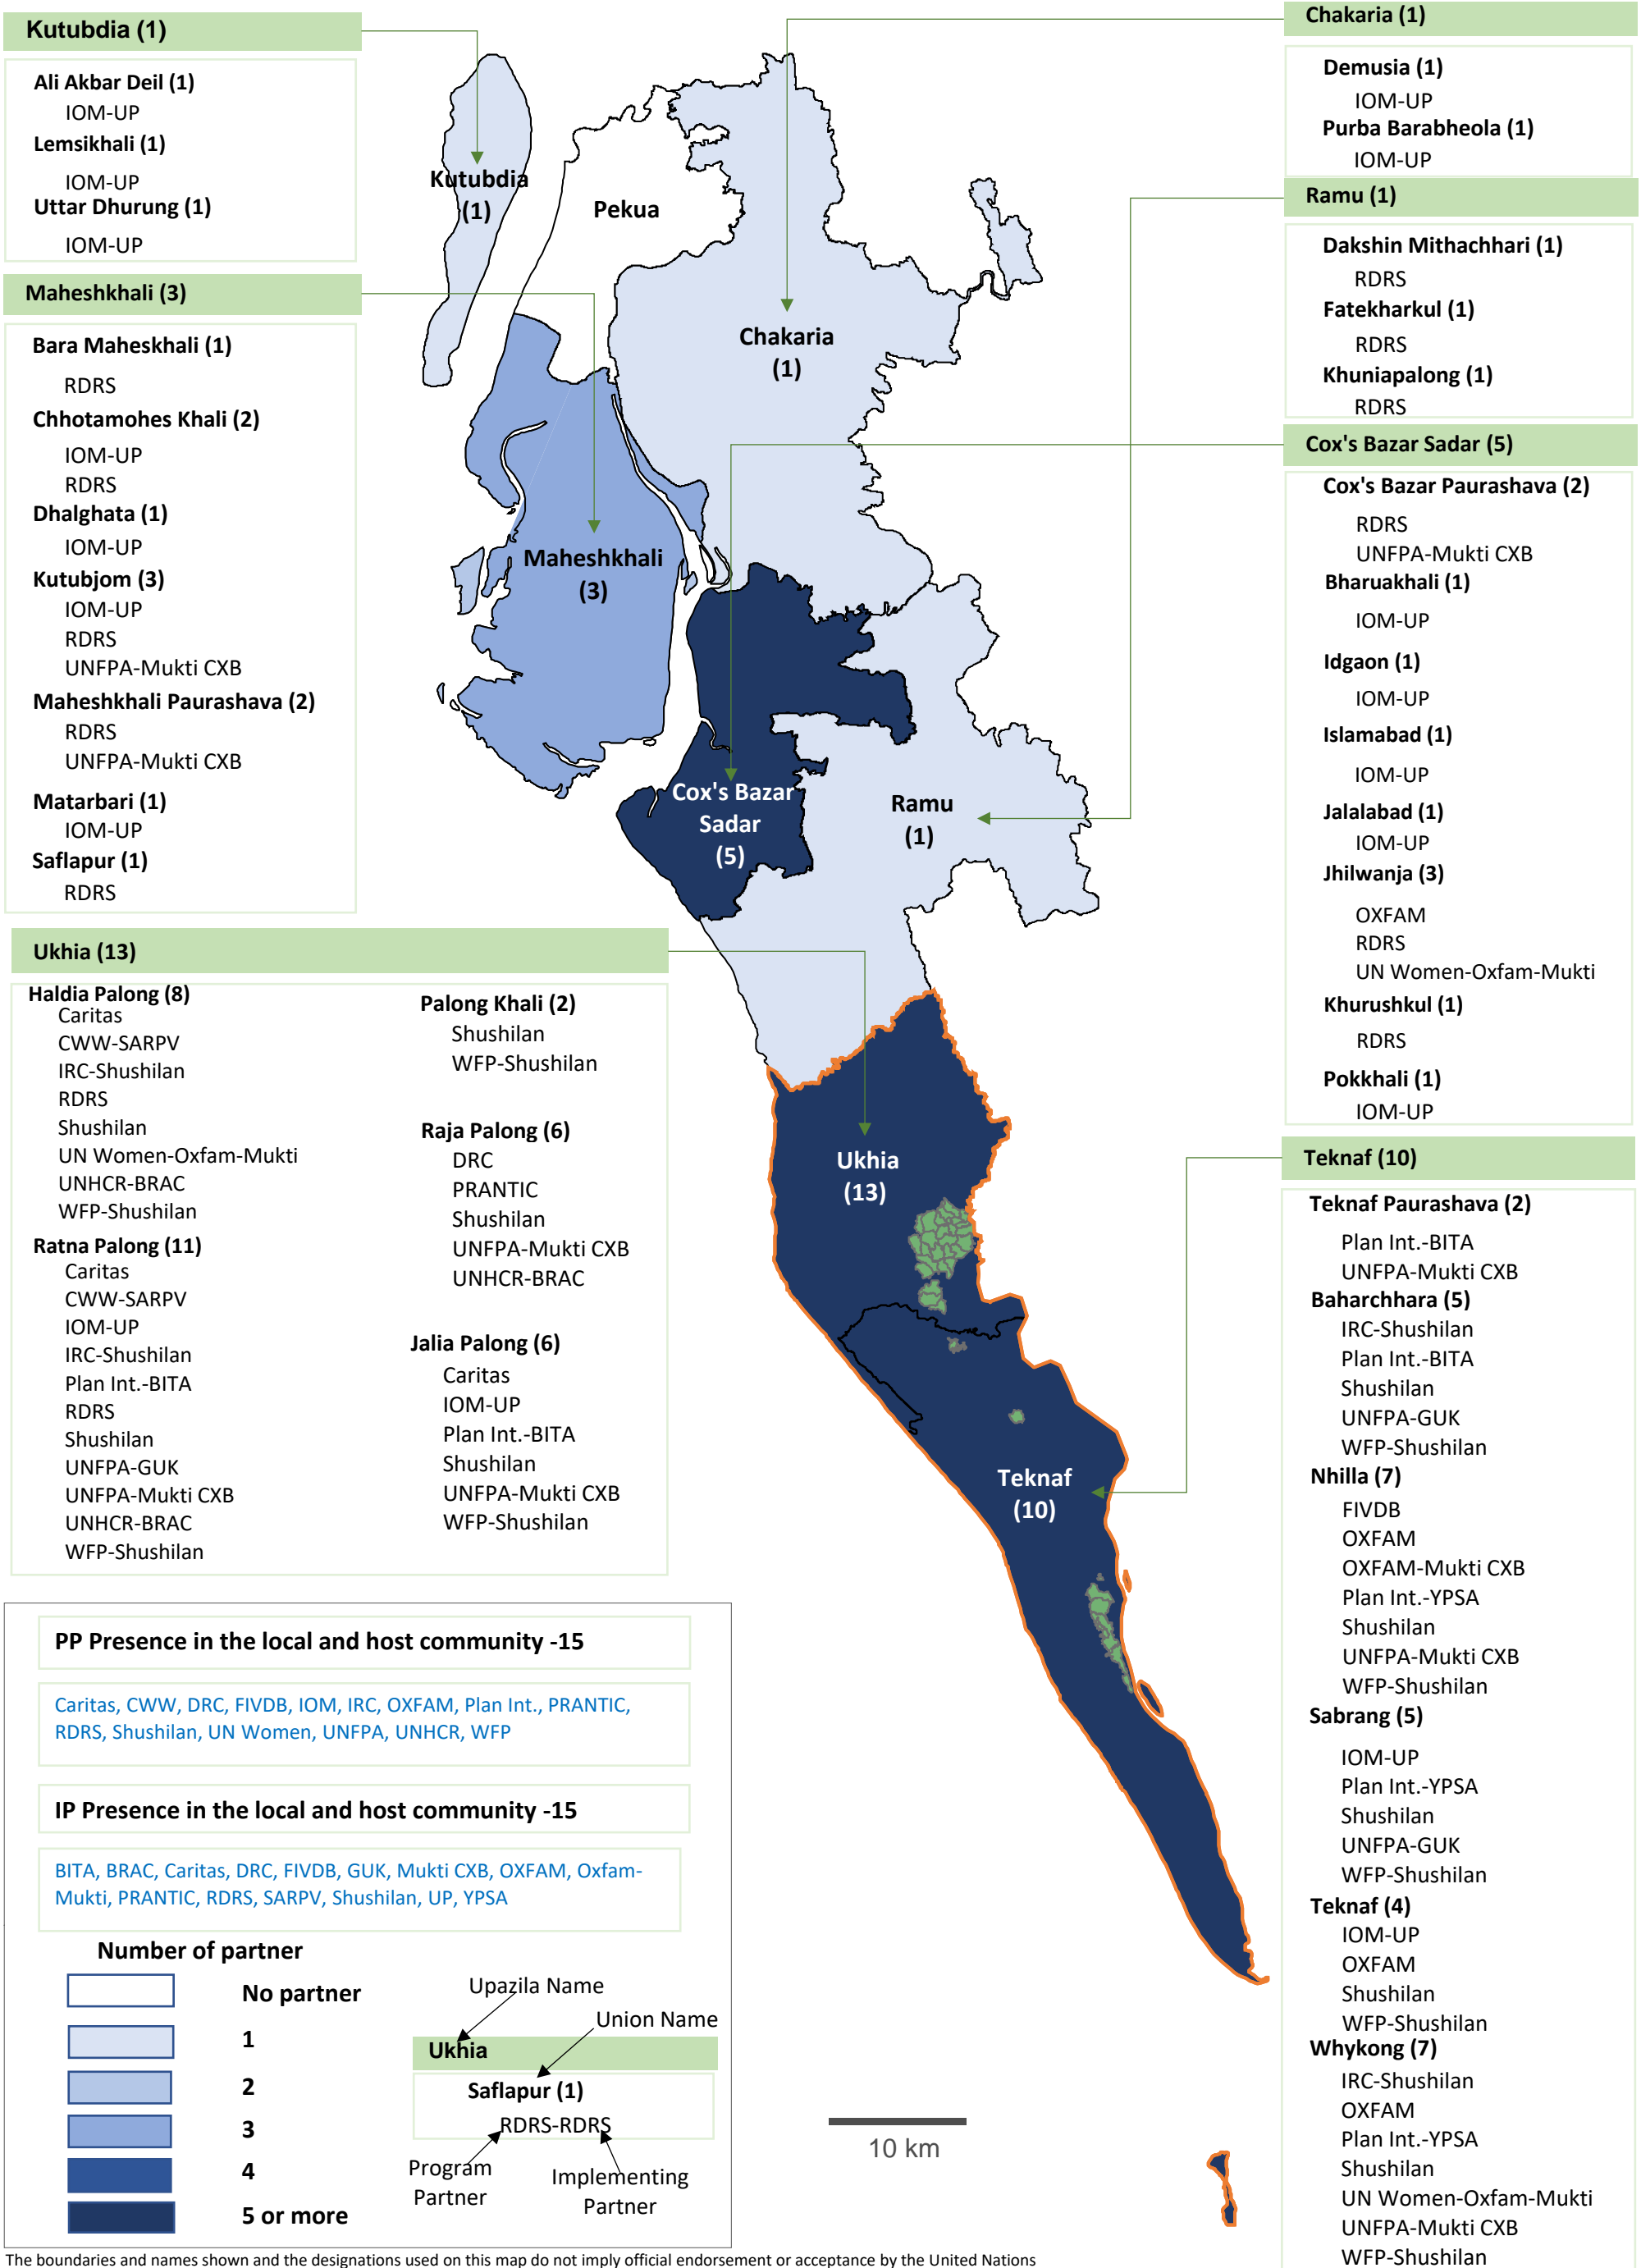 Kutubdia (1)
Ali Akbar Deil (1)
IOM-UP
Lemsikhali (1)
IOM-UP
Uttar Dhurung (1)
IOM-UP
Maheshkhali (3)
Bara Maheskhali (1)
RDRS
Chhotamohes Khali (2)
IOM-UP
RDRS
Dhalghata (1)
IOM-UP
Kutubjom (3)
IOM-UP
RDRS
UNFPA-Mukti CXB
Maheshkhali Paurashava (2)
RDRS
UNFPA-Mukti CXB
Matarbari (1)
IOM-UP
Saflapur (1)
RDRS
Ukhia (13)
Haldia Palong (8)
Caritas
CWW-SARPV
IRC-Shushilan
RDRS
Shushilan
UN Women-Oxfam-Mukti
UNHCR-BRAC
WFP-Shushilan
Ratna Palong (11)
Caritas
CWW-SARPV
IOM-UP
IRC-Shushilan
Plan Int.-BITA
RDRS
Shushilan
UNFPA-GUK
UNFPA-Mukti CXB
UNHCR-BRAC
WFP-Shushilan
Palong Khali (2)
Shushilan
WFP-Shushilan
Raja Palong (6)
DRC
PRANTIC
Shushilan
UNFPA-Mukti CXB
UNHCR-BRAC
Jalia Palong (6)
Caritas
IOM-UP
Plan Int.-BITA
Shushilan
UNFPA-Mukti CXB
WFP-Shushilan
Kutubdia
(1)
Pekua
Chakaria
(1)
Maheshkhali
(3)
Cox's Bazar
Sadar
(5)
Ramu
(1)
Ukhia
(13)
Teknaf
(10)
Chakaria (1)
Demusia (1)
IOM-UP
Purba Barabheola (1)
IOM-UP
Ramu (1)
Dakshin Mithachhari (1)
RDRS
Fatekharkul (1)
RDRS
Khuniapalong (1)
RDRS
Cox's Bazar Sadar (5)
Cox's Bazar Paurashava (2)
RDRS
UNFPA-Mukti CXB
Bharuakhali (1)
IOM-UP
Idgaon (1)
IOM-UP
Islamabad (1)
IOM-UP
Jalalabad (1)
IOM-UP
Jhilwanja (3)
OXFAM
RDRS
UN Women-Oxfam-Mukti
Khurushkul (1)
RDRS
Pokkhali (1)
IOM-UP
Teknaf (10)
Teknaf Paurashava (2)
Plan Int.-BITA
UNFPA-Mukti CXB
Baharchhara (5)
IRC-Shushilan
Plan Int.-BITA
Shushilan
UNFPA-GUK
WFP-Shushilan
Nhilla (7)
FIVDB
OXFAM
OXFAM-Mukti CXB
Plan Int.-YPSA
Shushilan
UNFPA-Mukti CXB
WFP-Shushilan
Sabrang (5)
IOM-UP
Plan Int.-YPSA
Shushilan
UNFPA-GUK
WFP-Shushilan
Teknaf (4)
IOM-UP
OXFAM
Shushilan
WFP-Shushilan
Whykong (7)
IRC-Shushilan
OXFAM
Plan Int.-YPSA
Shushilan
UN Women-Oxfam-Mukti
UNFPA-Mukti CXB
WFP-Shushilan
PP Presence in the local and host community -15
Caritas, CWW, DRC, FIVDB, IOM, IRC, OXFAM, Plan Int., PRANTIC,
RDRS, Shushilan, UN Women, UNFPA, UNHCR, WFP
IP Presence in the local and host community -15
BITA, BRAC, Caritas, DRC, FIVDB, GUK, Mukti CXB, OXFAM, Oxfam-
Mukti, PRANTIC, RDRS, SARPV, Shushilan, UP, YPSA
Number of partner
No partner
1
2
3
4
5 or more
Upazila Name
Union Name
Ukhia
Saflapur (1)
RDRS-RDRS
Program
Partner
Implementing
Partner
10 km
The boundaries and names shown and the designations used on this map do not imply official endorsement or acceptance by the United Nations